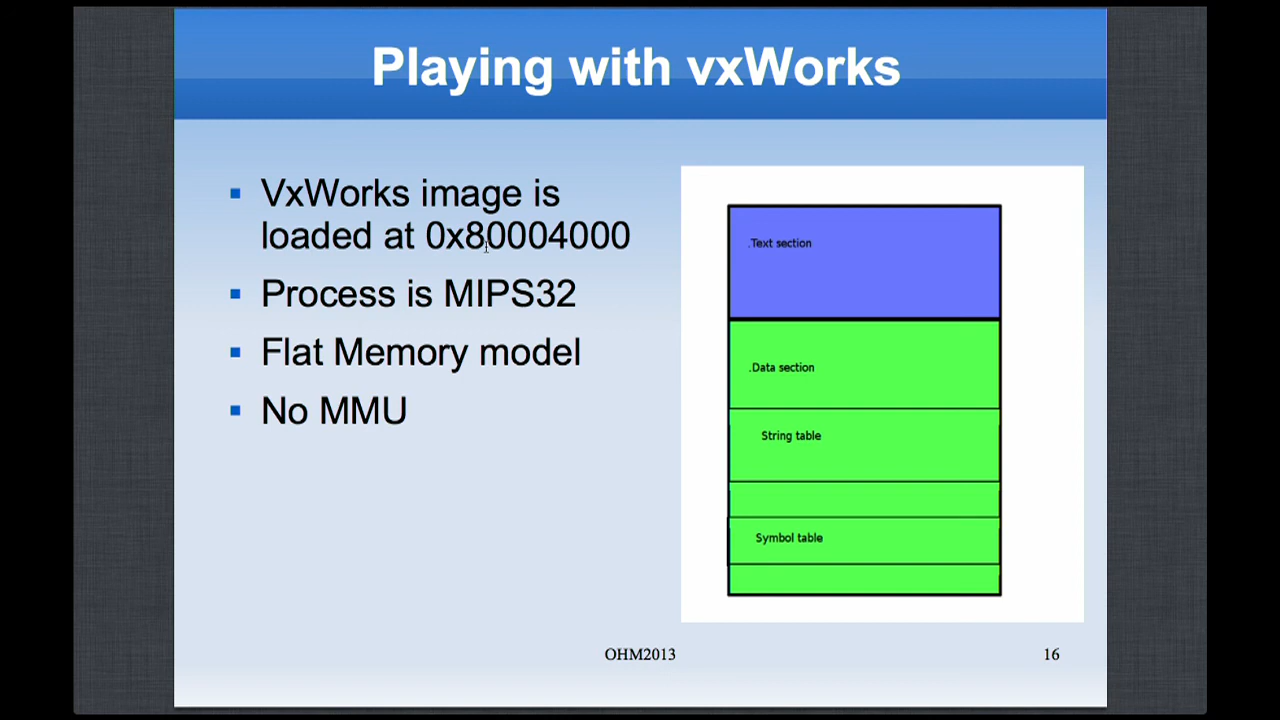 Playing with vxWorks
VxWorks image is
loaded at 0x80004000
Process is MIPS32
Flat Memory model
No MMU
.Text section
.Data section
String table
Symbol table
OHM2013
16